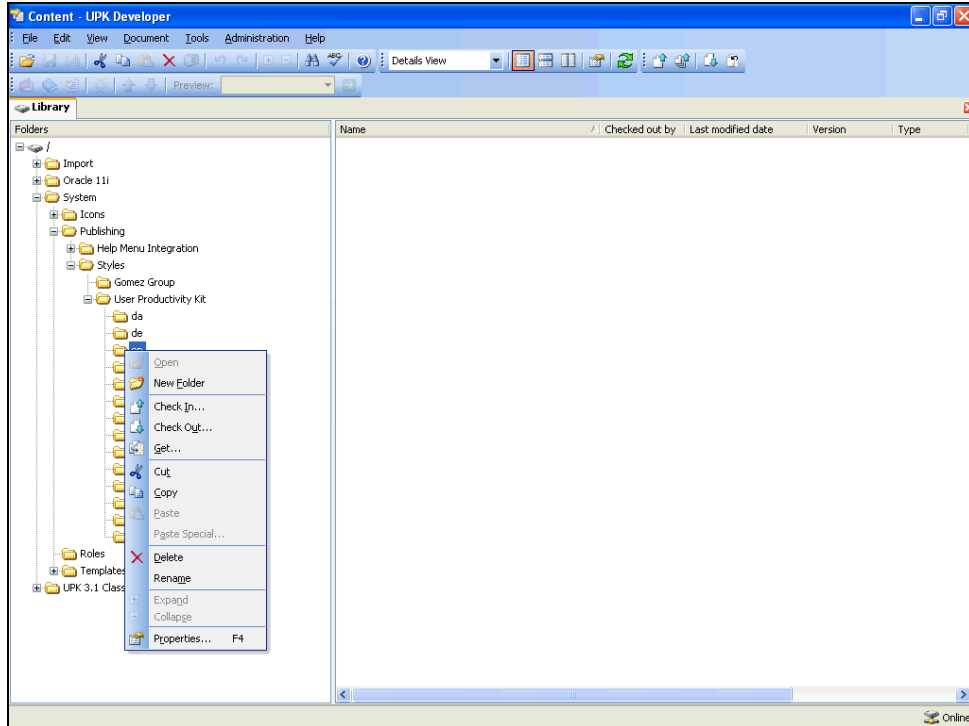 Content - UPK Developer
File Edit View Document Tools Administration Help
ABC Details View
Preview:
Library
Folders
Name Checked out by Last modified date Version Type
/
Import
Oracle 11i
System
Icons
Publishing
Help Menu Integration
Styles
Gomez Group
User Productivity Kit
da
de
Open
New Folder
Check In...
Check Out...
Get...
Cut
Copy
Paste
Paste Special...
Delete
Rename
Expand
Collapse
Properties... F4
Roles
Templates
UPK 3.1 Class
Online